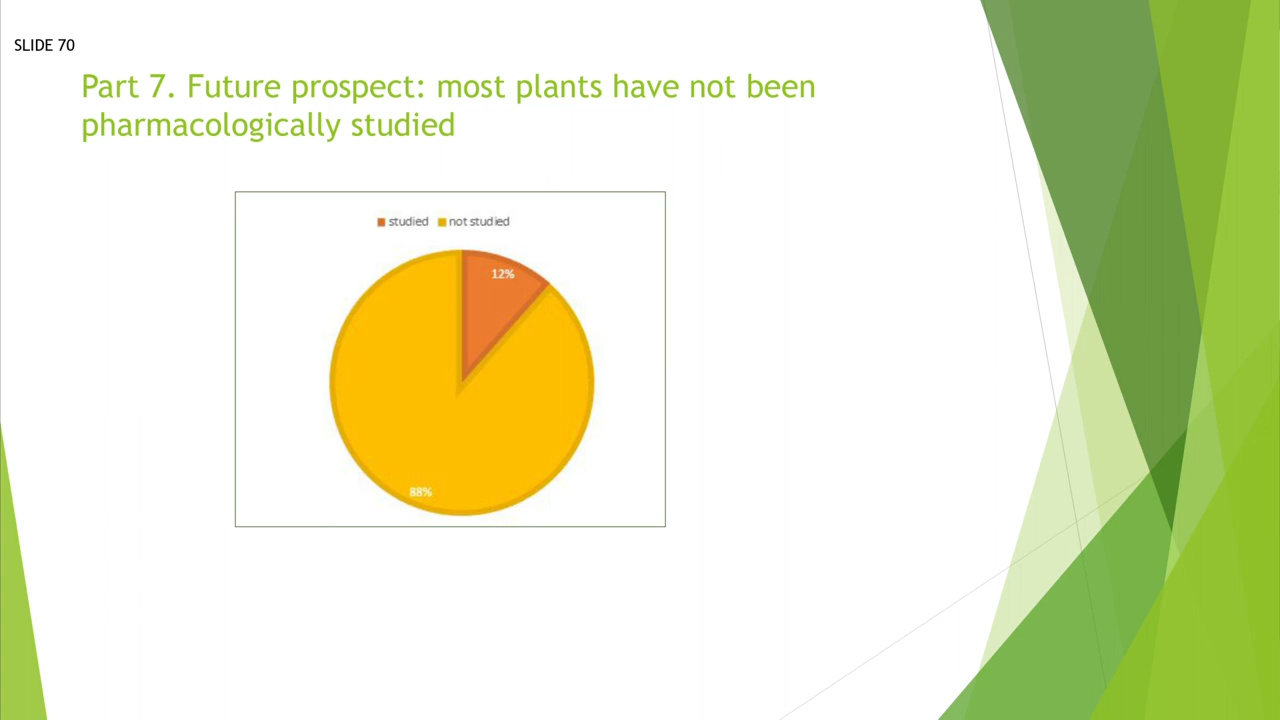 SLIDE 70
Part 7. Future prospect: most plants have not been
pharmacologically studied
studied not studied
12%
88%